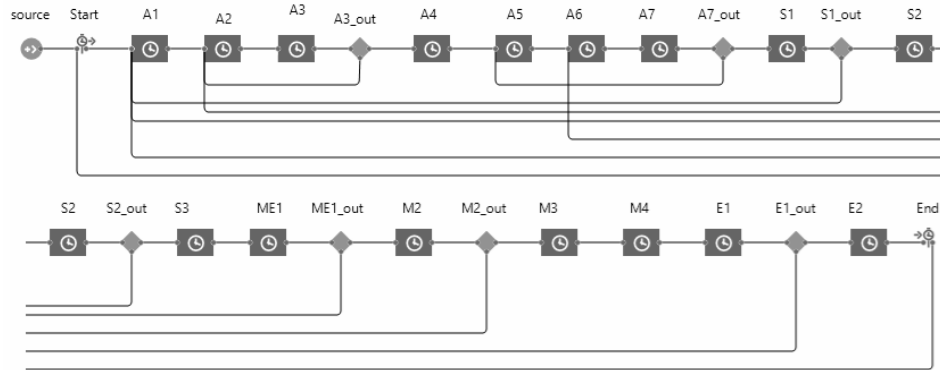 source Start A1 A2 A3 A3_out A4 A5 A6 A7 A7_out S1 S1_out S2
S2 S2_out S3 ME1 ME1_out M2 M2_out M3 M4 E1 E1_out E2 End